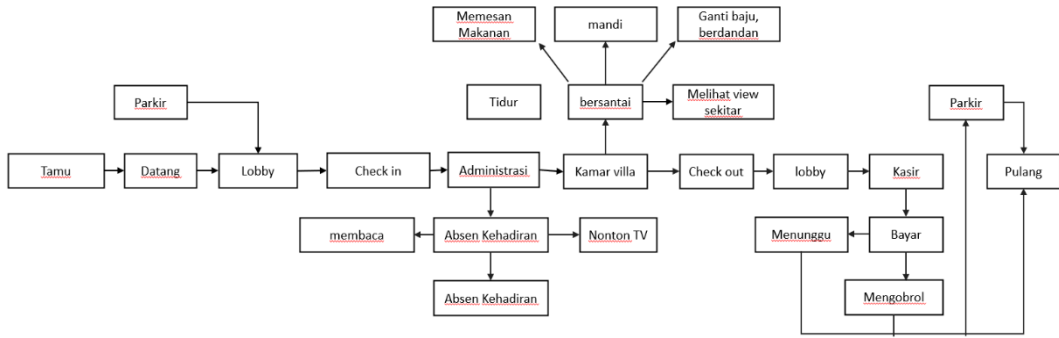 Memesan
Makanan
mandi
Ganti baju,
berdandan
Parkir
Tidur
bersantai
Melihat view
sekitar
Parkir
Tamu
Datang
Lobby
Check in
Administrasi
Kamar villa
Check out
lobby
Kasir
Pulang
membaca
Absen Kehadiran
Nonton TV
Menunggu
Bayar
Absen Kehadiran
Mengobrol